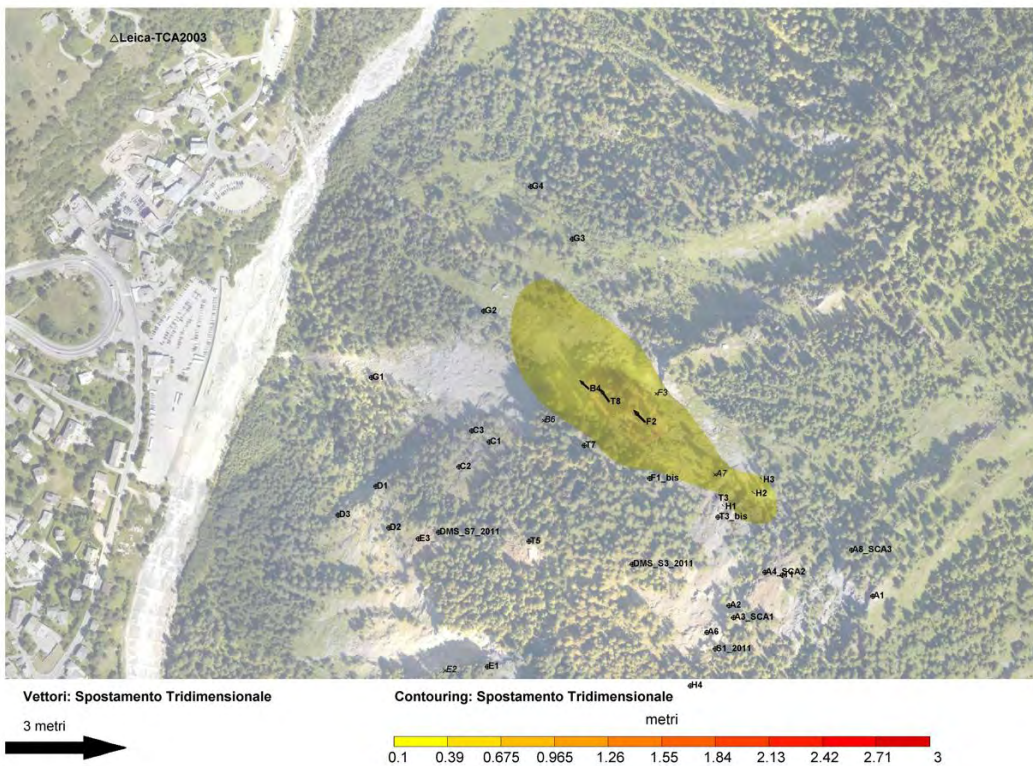 Leica-TCA2003
G4
G3
G2
G1
B4
T8
F3
F2
B6
C3
C1
T7
C2
A7
F1_bis
H3
D1
H2
T3
H1
D3
T3_bis
D2
DMS_S7_2011
E3
T5
A8_SCA3
DMS_S3_2011
A4_SCA2
A1
A2
A3_SCA1
A6
S1_2011
E1
E2
H4
Vettori: Spostamento Tridimensionale
Contouring: Spostamento Tridimensionale
3 metri
metri
0.1 0.39 0.675 0.965 1.26 1.55 1.84 2.13 2.42 2.71 3